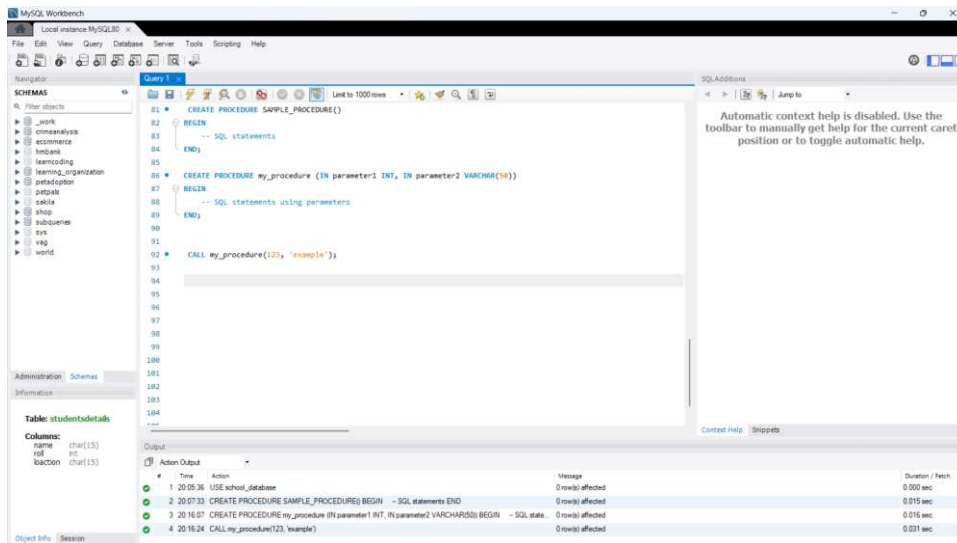 MySQL Workbench
Local instance MySQL80
File Edit View Query Database Server Tools Scripting Help
Navigator
SCHEMAS
Filter objects
_work
crimeanalysis
ecommerce
hmbank
learncoding
learning_organization
petadoption
petpals
sakila
shop
subqueries
sys
vag
world
Administration Schemas
Information
Table: studentsdetails
Columns:
name char(15)
roll int
loaction char(15)
Object Info Session
Query 1
Limit to 1000 rows
81 CREATE PROCEDURE SAMPLE_PROCEDURE()
82 BEGIN
83 -- SQL statements
84 END;
85
86 CREATE PROCEDURE my_procedure (IN parameter1 INT, IN parameter2 VARCHAR(50))
87 BEGIN
88 -- SQL statements using parameters
89 END;
90
91
92 CALL my_procedure(123, 'example');
93
94
95
96
97
98
99
100
101
102
103
104
SQLAdditions
Jump to
Automatic context help is disabled. Use the
toolbar to manually get help for the current caret
position or to toggle automatic help.
Context Help Snippets
Output
Action Output
# Time Action Message Duration / Fetch
1 20:05:36 USE school_database 0 row(s) affected 0.000 sec
2 20:07:33 CREATE PROCEDURE SAMPLE_PROCEDURE() BEGIN -- SQL statements END 0 row(s) affected 0.015 sec
3 20:16:07 CREATE PROCEDURE my_procedure (IN parameter1 INT, IN parameter2 VARCHAR(50)) BEGIN -- SQL state... 0 row(s) affected 0.016 sec
4 20:16:24 CALL my_procedure(123, 'example') 0 row(s) affected 0.031 sec